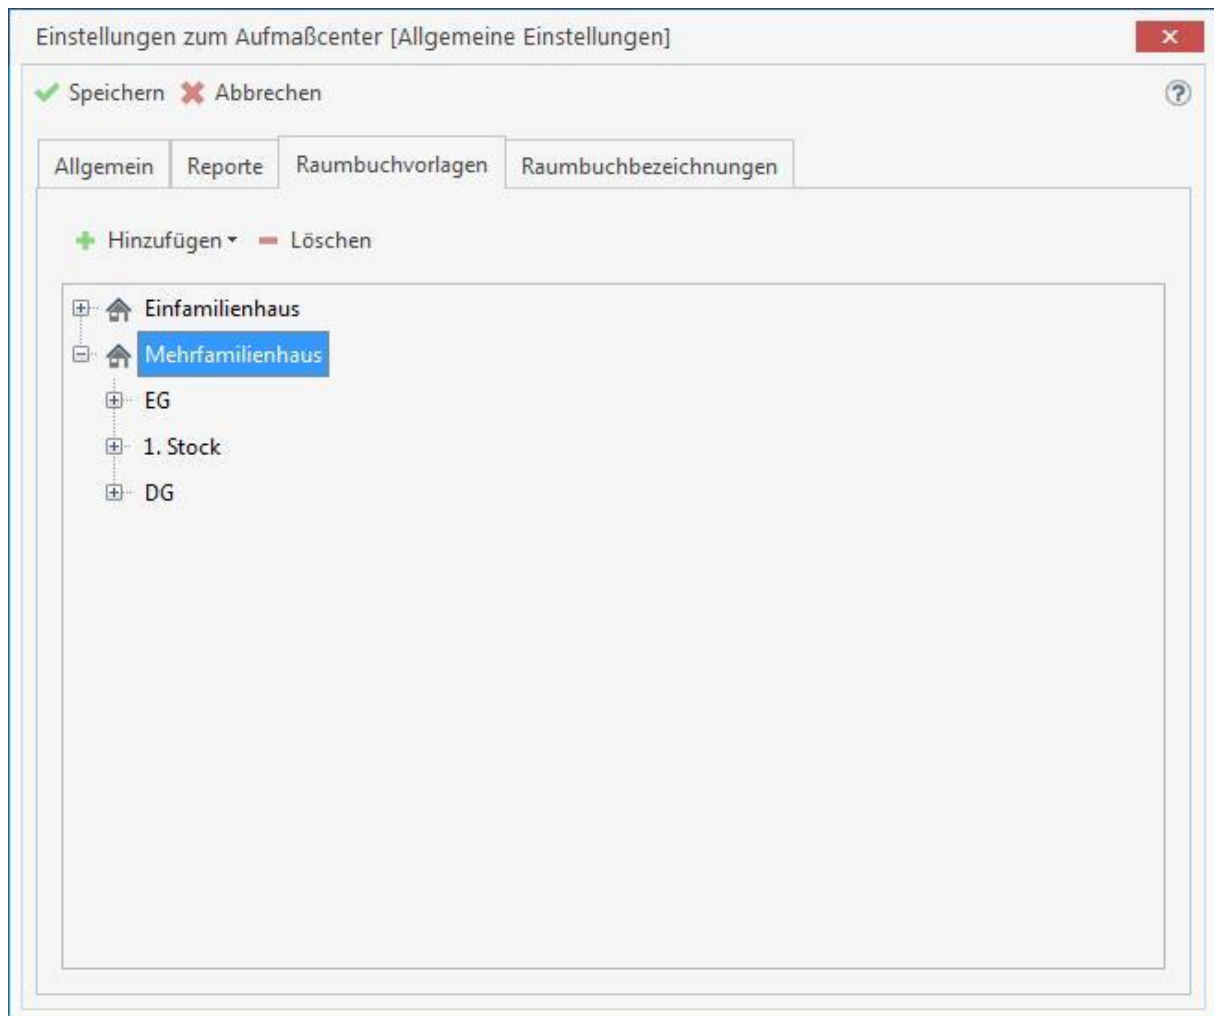 Einstellungen zum Aufmaßcenter [Allgemeine Einstellungen]
Speichern Abbrechen
Allgemein Reporte Raumbuchvorlagen Raumbuchbezeichnungen
Hinzufügen Löschen
Einfamilienhaus
Mehrfamilienhaus
EG
1. Stock
DG